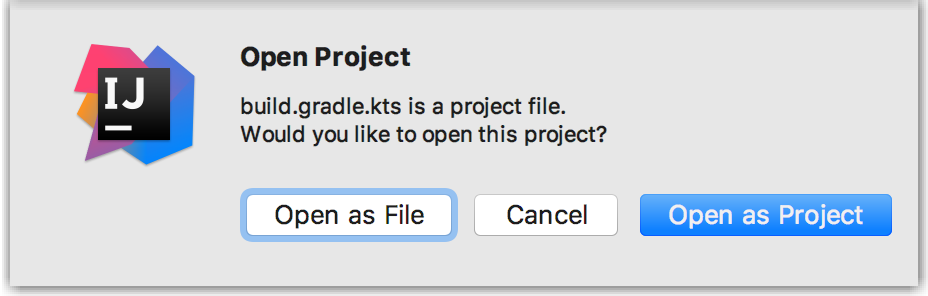 IJ
Open Project
build.gradle.kts is a project file.
Would you like to open this project?
Open as File
Cancel
Open as Project